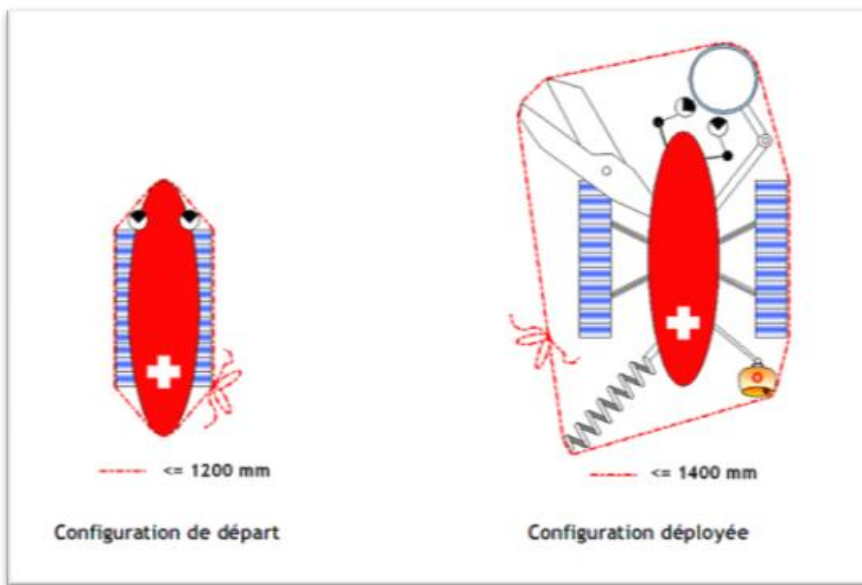 <= 1200 mm
<= 1400 mm
Configuration de départ
Configuration déployée